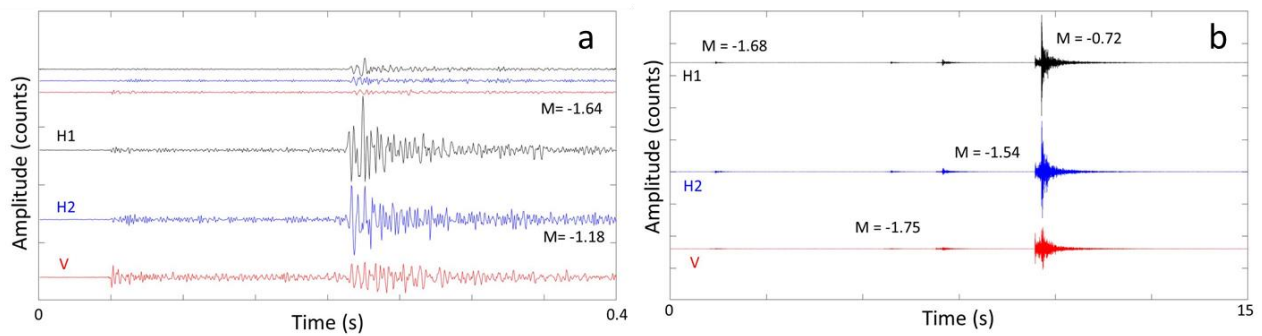 a
Amplitude (counts)
M= -1.64
H1
H2
M= -1.18
V
0
0.4
Time (s)
b
Amplitude (counts)
M = -1.68
M = -0.72
H1
M = -1.54
H2
M = -1.75
V
0
15
Time (s)